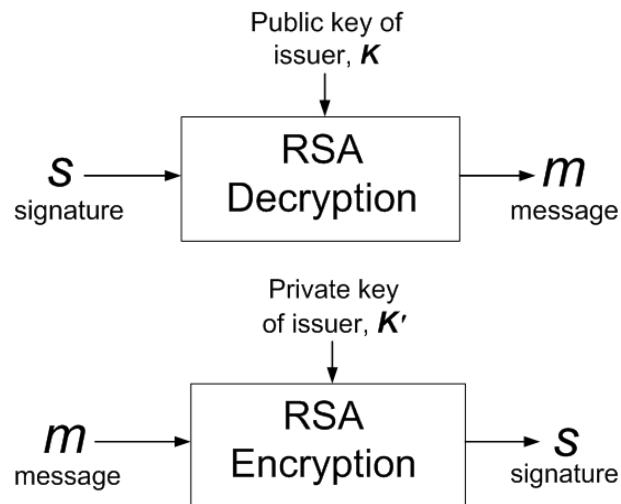 Public key of
issuer, K
RSA
Decryption
s
signature
m
message
Private key
of issuer, K'
RSA
Encryption
m
message
s
signature